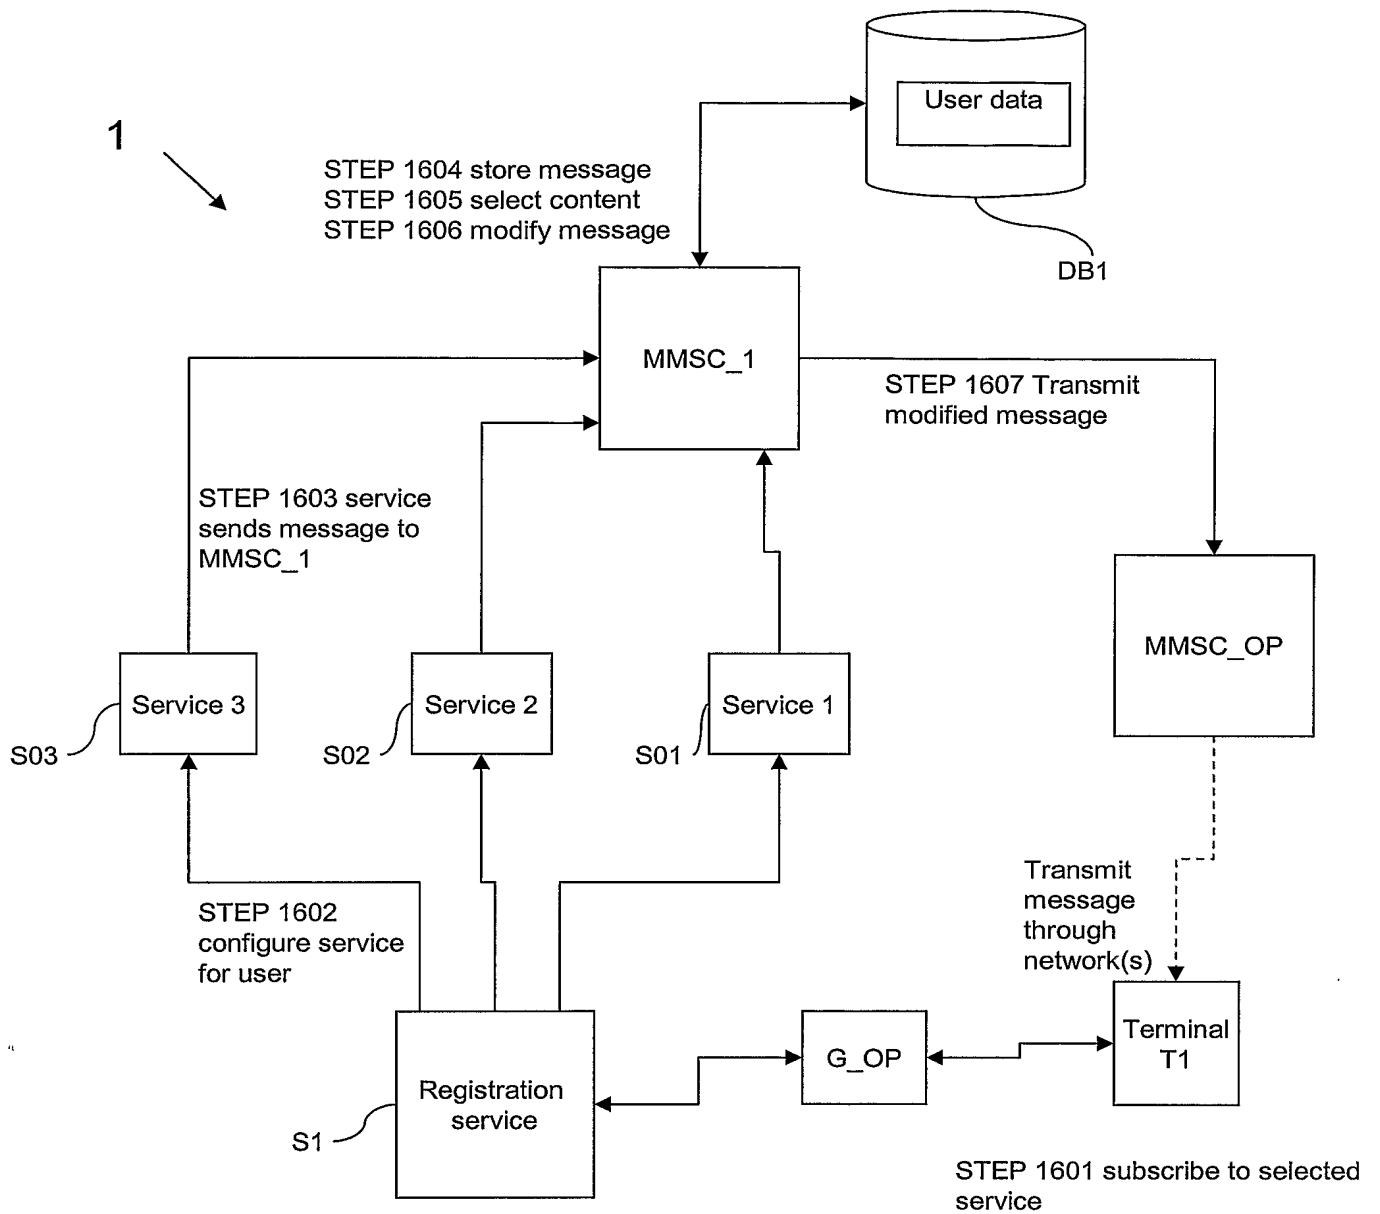 User data
1
STEP 1604 store message
STEP 1605 select content
STEP 1606 modify message
DB1
MMSC_1
STEP 1607 Transmit
modified message
STEP 1603 service
sends message to
MMSC_1
MMSC_OP
Service 3
Service 2
Service 1
S03
S02
S01
Transmit
message
through
network(s)
STEP 1602
configure service
for user
Terminal
T1
G_OP
Registration
service
S1
STEP 1601 subscribe to selected
service